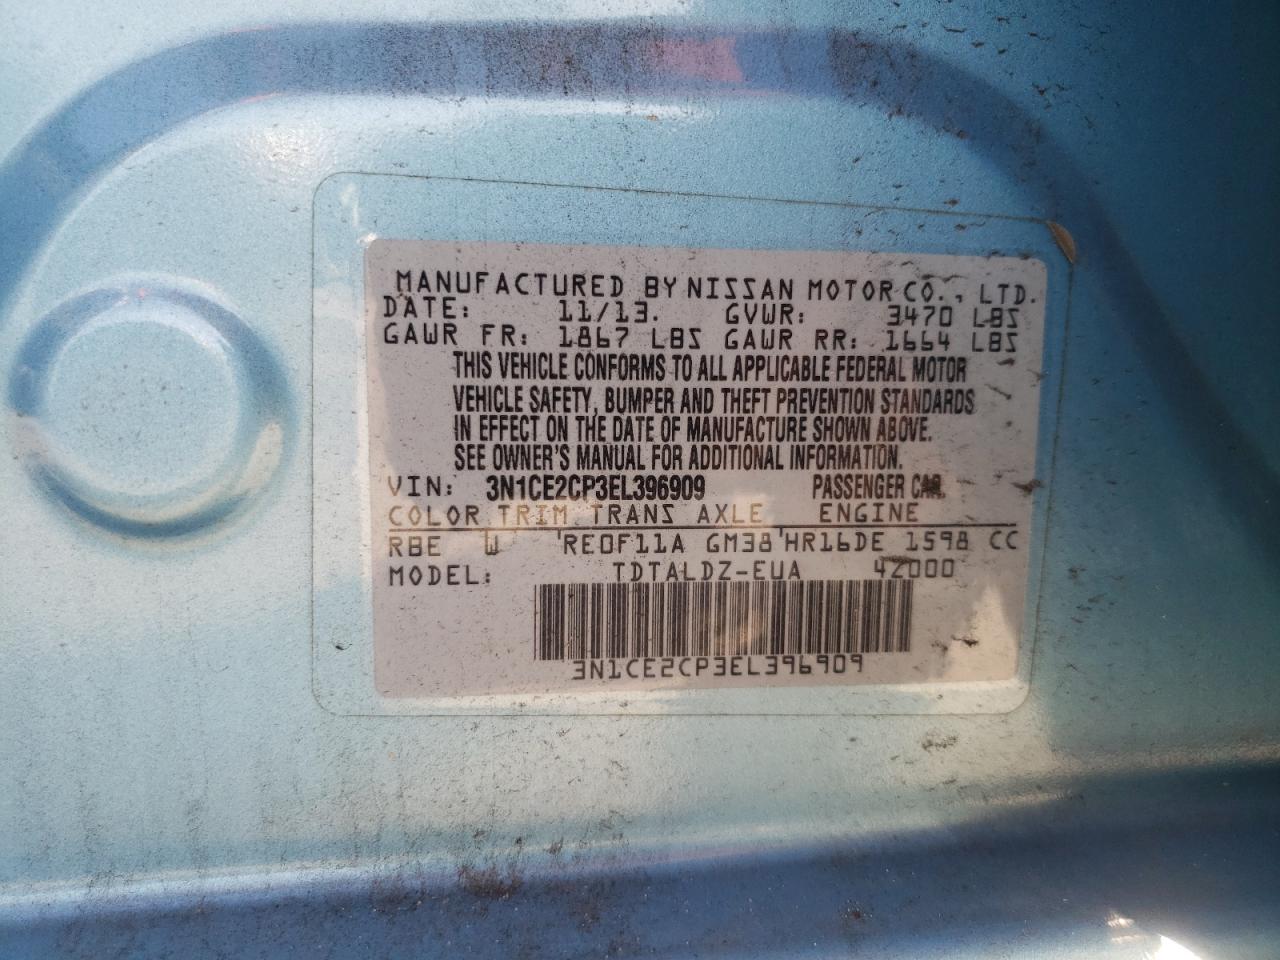 MANUFACTURED BY NISSAN MOTOR CO., LTD.
DATE: 11/13. GVWR: 3470 LBS
GAWR FR: 1867 LBS GAWR RR: 1664 LBS
THIS VEHICLE CONFORMS TO ALL APPLICABLE FEDERAL MOTOR
VEHICLE SAFETY, BUMPER AND THEFT PREVENTION STANDARDS
IN EFFECT ON THE DATE OF MANUFACTURE SHOWN ABOVE.
SEE OWNER'S MANUAL FOR ADDITIONAL INFORMATION.
VIN: 3N1CE2CP3EL396909 PASSENGER CAR
COLOR TRIM TRANS AXLE ENGINE
RBE W RE0F11A GM38 HR16DE 1598 CC
MODEL: TDTALDZ-EUA 4Z000
3N1CE2CP3EL396909